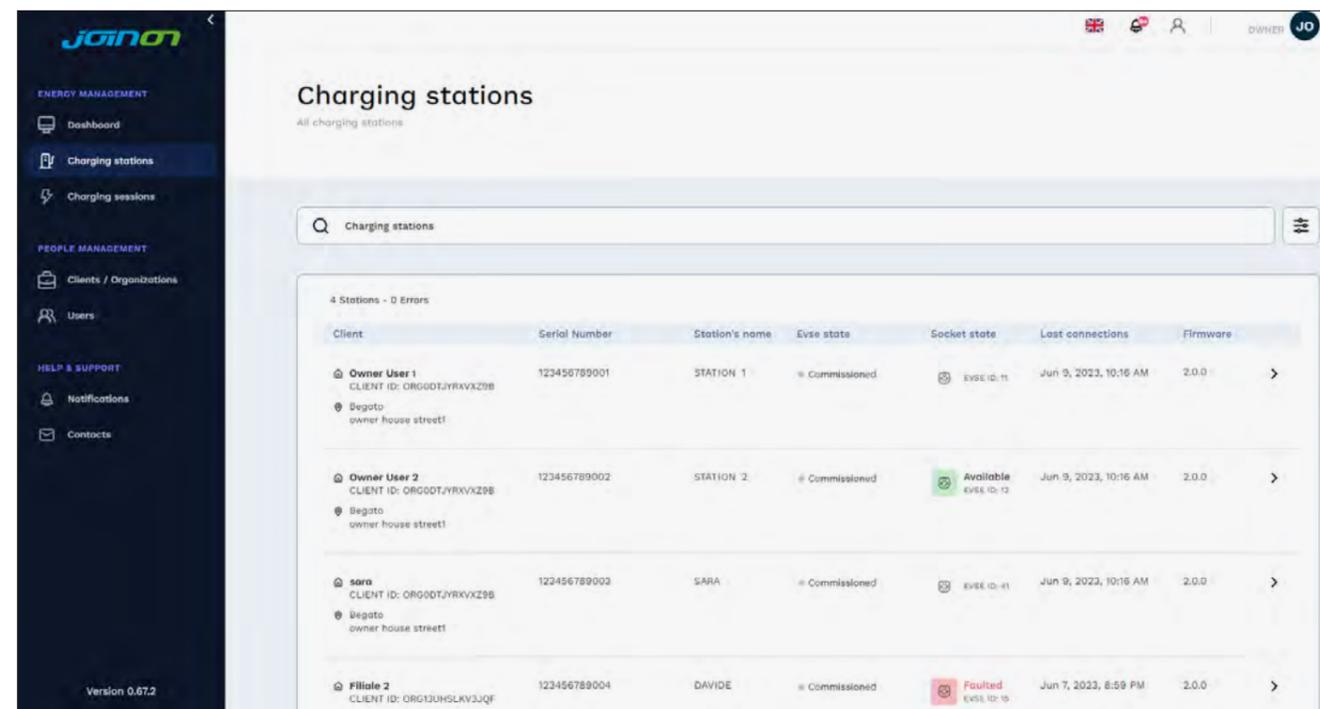 joinon
OWNER JO
ENERGY MANAGEMENT
Dashboard
Charging stations
Charging sessions
PEOPLE MANAGEMENT
Clients / Organizations
Users
HELP & SUPPORT
Notifications
Contacts
Version 0.67.2
Charging stations
All charging stations
Charging stations
4 Stations - 0 Errors
Client Serial Number Station's name Evse state Socket state Last connections Firmware
Owner User 1 123456789001 STATION 1 Commissioned EVSE ID: 11 Jun 9, 2023, 10:16 AM 2.0.0
CLIENT ID: ORGODTJYRXVXZ9B
Begato
owner house street1
Owner User 2 123456789002 STATION 2 Commissioned Available Jun 9, 2023, 10:16 AM 2.0.0
CLIENT ID: ORGODTJYRXVXZ9B EVSE ID: 12
Begato
owner house street1
sara 123456789003 SARA Commissioned EVSE ID: 41 Jun 9, 2023, 10:16 AM 2.0.0
CLIENT ID: ORGODTJYRXVXZ9B
Begato
owner house street1
Filiale 2 123456789004 DAVIDE Commissioned Faulted Jun 7, 2023, 8:59 PM 2.0.0
CLIENT ID: ORG13UHSLKV3JQF EVSE ID: 15